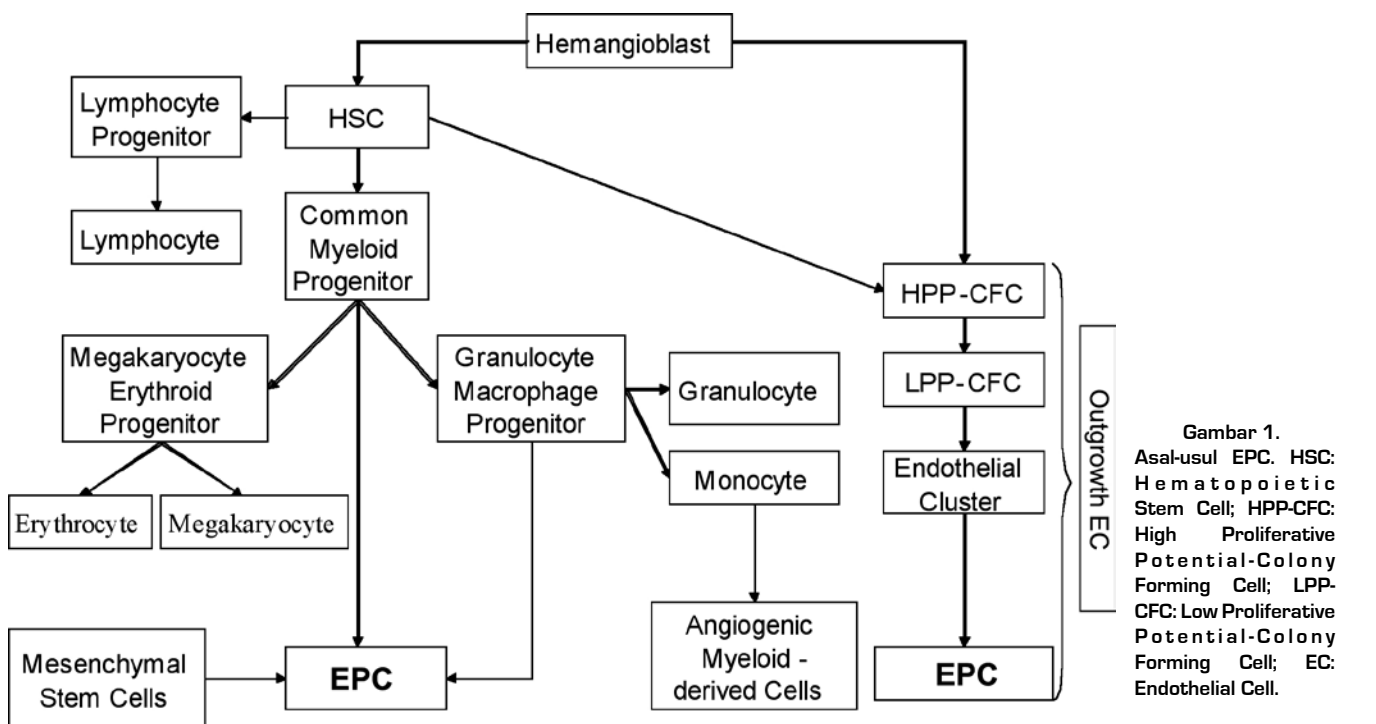 Hemangioblast
Lymphocyte
Progenitor
HSC
Lymphocyte
Common
Myeloid
Progenitor
HPP-CFC
Megakaryocyte
Erythroid
Progenitor
Granulocyte
Macrophage
Progenitor
Granulocyte
LPP-CFC
Monocyte
Endothelial
Cluster
Erythrocyte
Megakaryocyte
Mesenchymal
Stem Cells
EPC
Angiogenic
Myeloid -
derived Cells
EPC
Outgrowth EC
Gambar 1.
Asal-usul EPC. HSC:
Hematopoietic
Stem Cell; HPP-CFC:
High Proliferative
Potential-Colony
Forming Cell; LPP-
CFC: Low Proliferative
Potential-Colony
Forming Cell; EC:
Endothelial Cell.